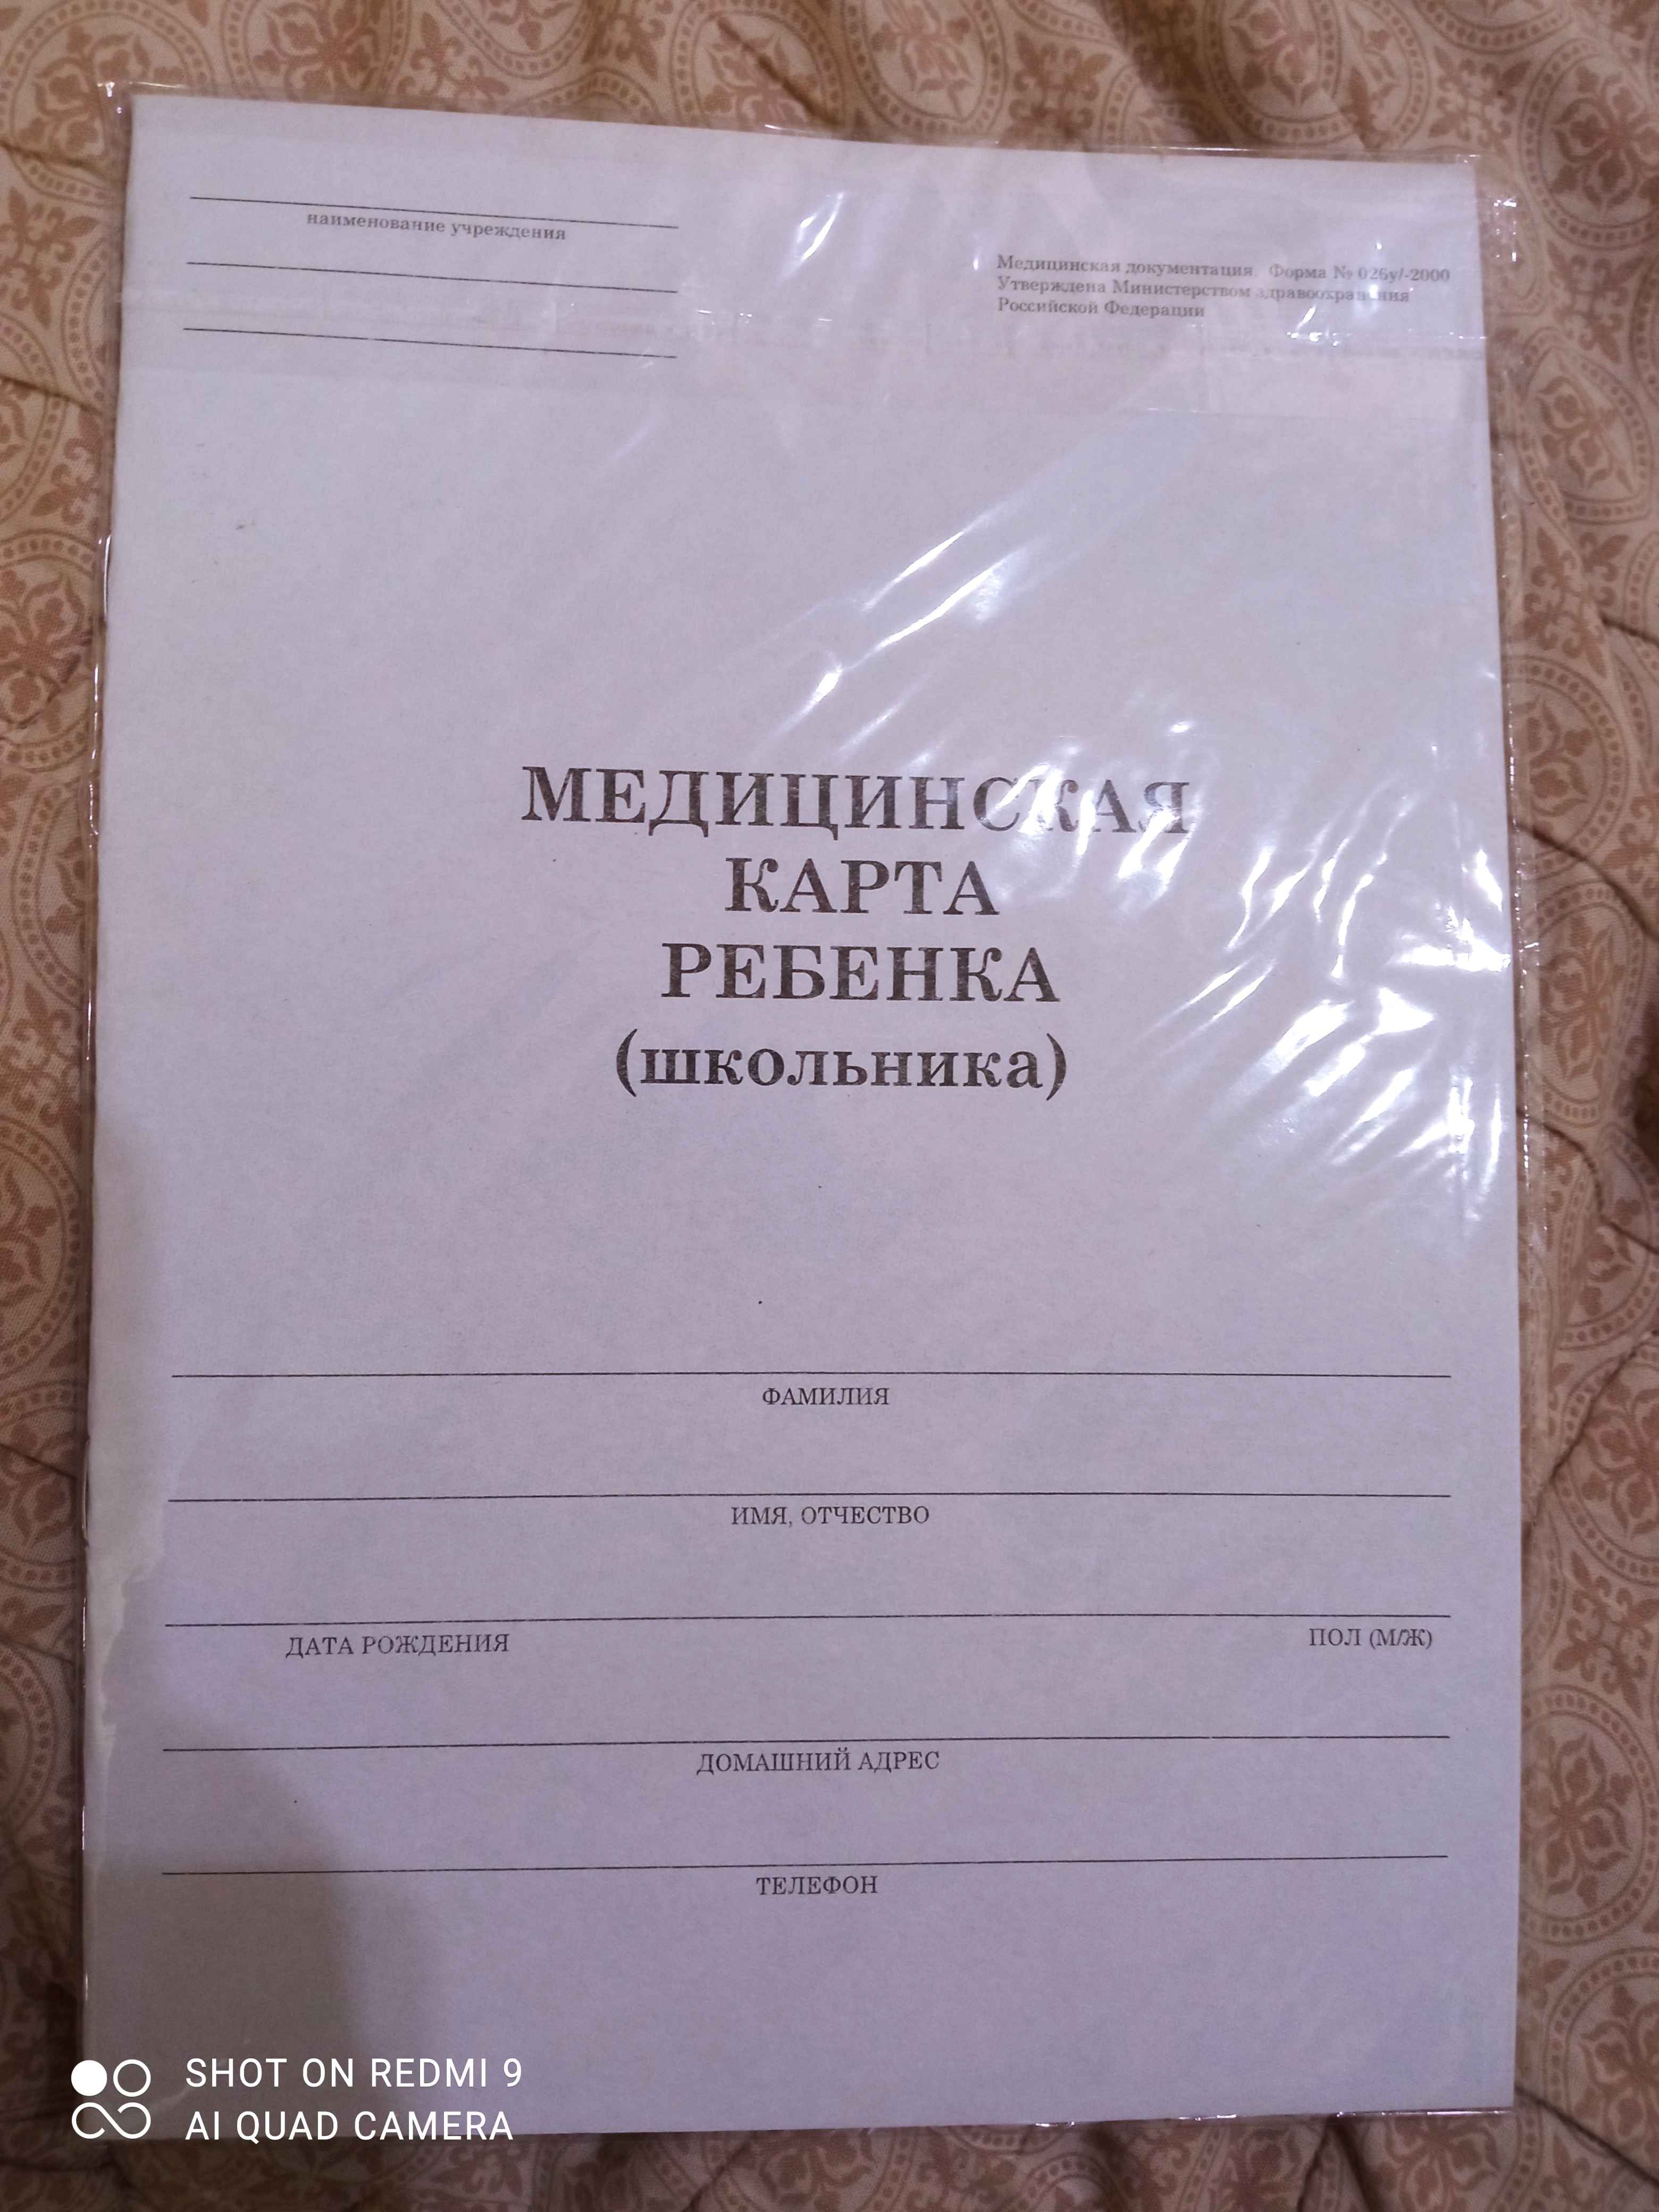 наименование учреждения
Медицинская документация. Форма № 026у/-2000
Утверждена Министерством здравоохранения
Российской Федерации
МЕДИЦИНСКАЯ
КАРТА
РЕБЕНКА
(школьника)
ФАМИЛИЯ
ИМЯ, ОТЧЕСТВО
ДАТА РОЖДЕНИЯ ПОЛ (М/Ж)
ДОМАШНИЙ АДРЕС
ТЕЛЕФОН
SHOT ON REDMI 9
AI QUAD CAMERA